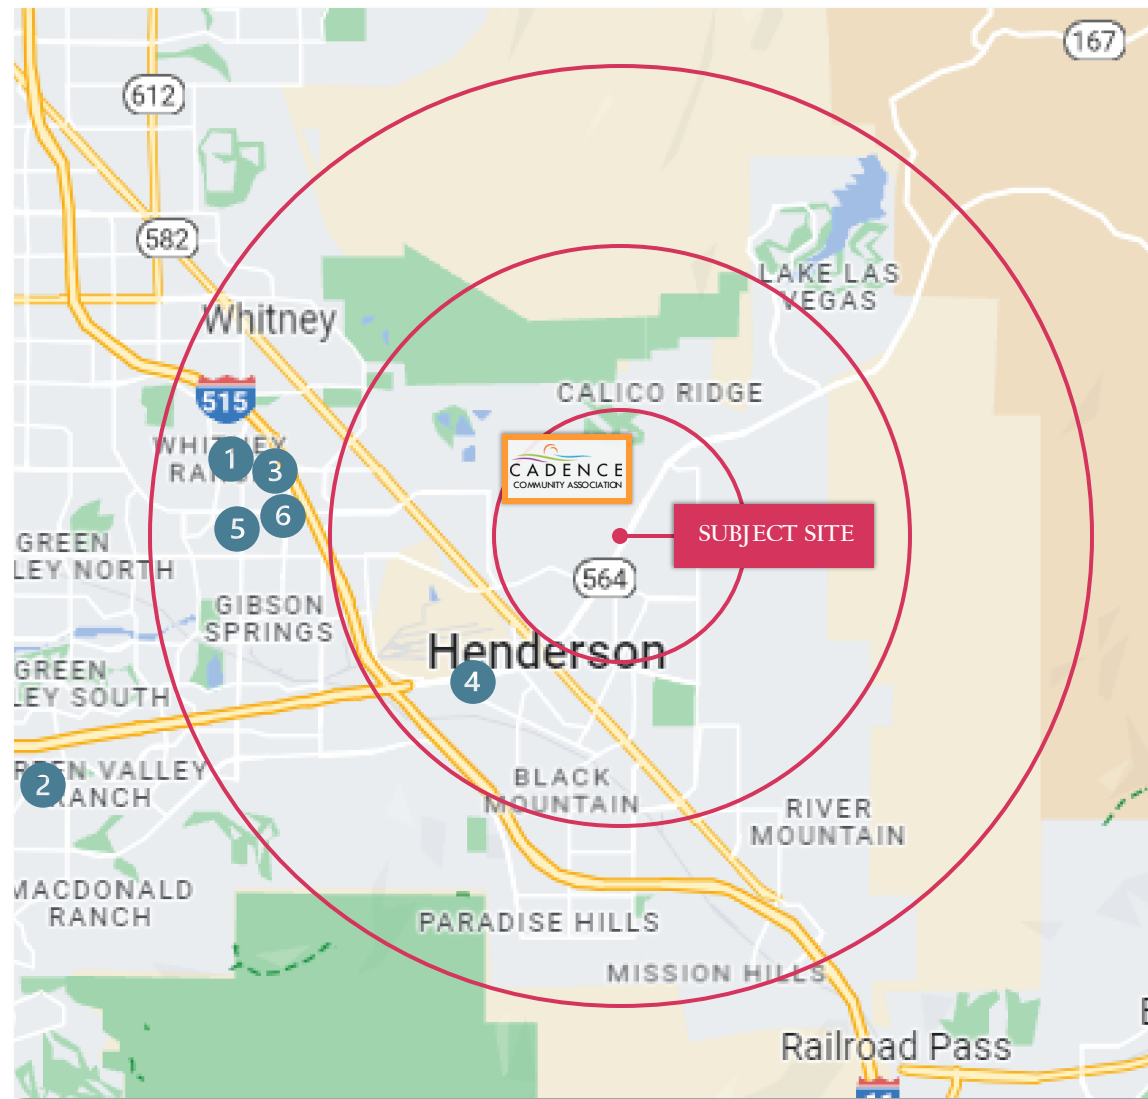 167
612
582
LAKE LAS
VEGAS
Whitney
515
CALICO RIDGE
WHITNEY
1
3
CADENCE
COMMUNITY ASSOCIATION
6
5
SUBJECT SITE
GREEN
LEY NORTH
564
GIBSON
SPRINGS
Henderson
GREEN
LEY SOUTH
4
VALLEY
2
RANCH
BLACK
MOUNTAIN
RIVER
MOUNTAIN
MACDONALD
RANCH
PARADISE HILLS
MISSION HILLS
Railroad Pass